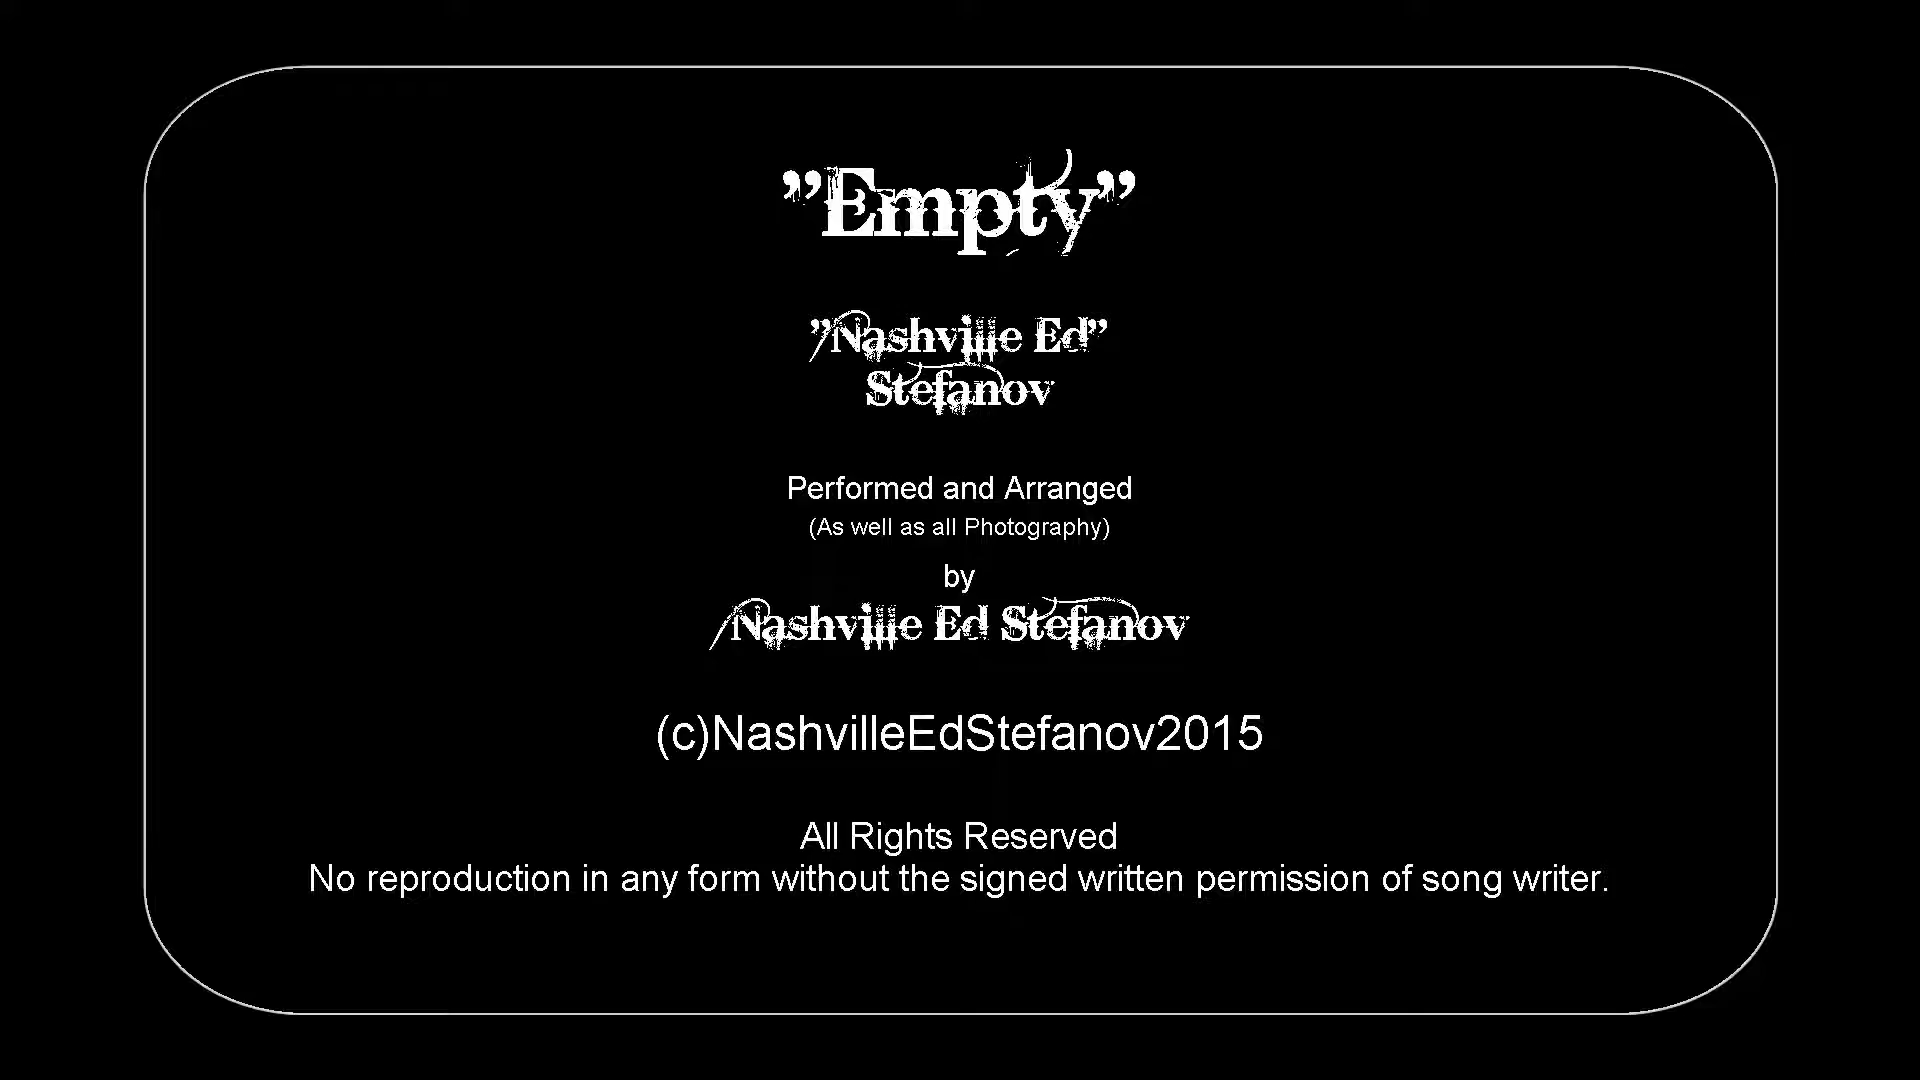 ”Empty”
”Nashville Ed”
Stefanov
Performed and Arranged
(As well as all Photography)
by
Nashville Ed Stefanov
(c)NashvilleEdStefanov2015
All Rights Reserved
No reproduction in any form without the signed written permission of song writer.